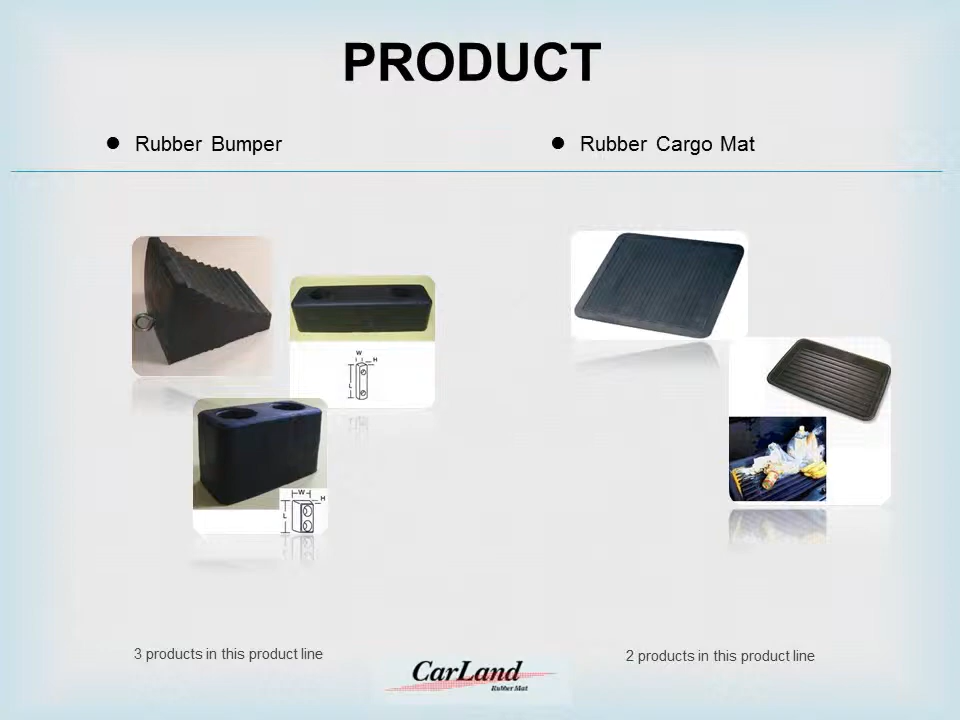 PRODUCT
● Rubber Bumper
● Rubber Cargo Mat
W
H
L
W
H
L
3 products in this product line
2 products in this product line
CarLand
Rubber Mat